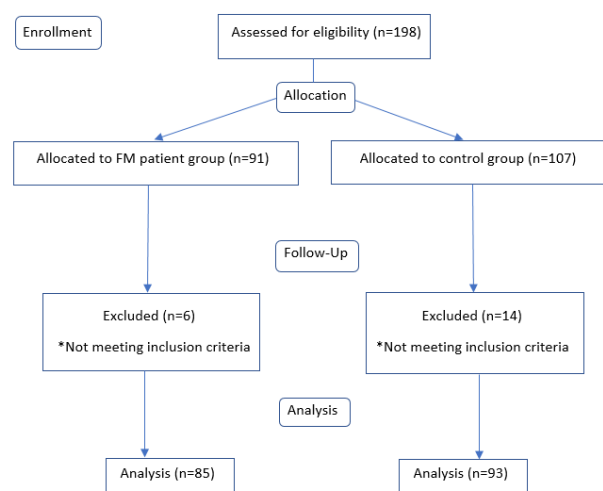 Enrollment
Assessed for eligibility (n=198)
Allocation
Allocated to FM patient group (n=91)
Allocated to control group (n=107)
Follow-Up
Excluded (n=6)
*Not meeting inclusion criteria
Excluded (n=14)
*Not meeting inclusion criteria
Analysis
Analysis (n=85)
Analysis (n=93)